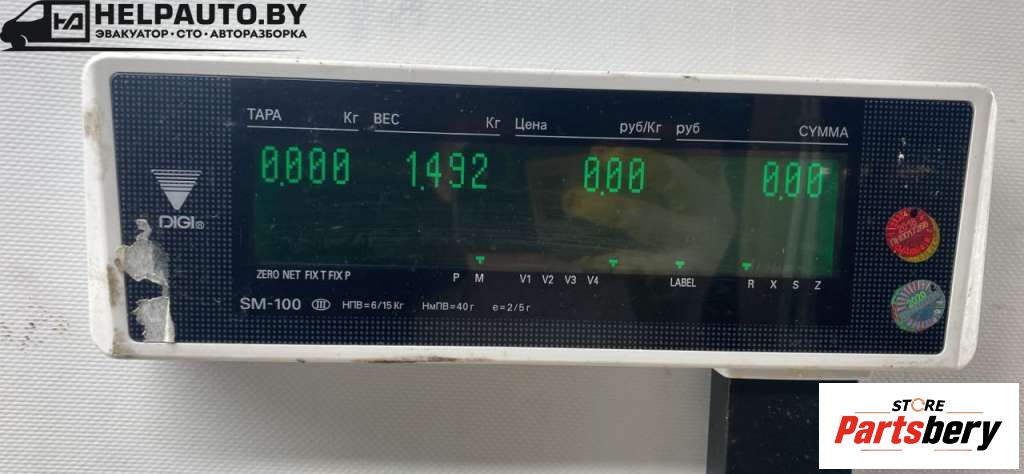 HELPAUTO.BY
ЭВАКУАТОР•СТО•АВТОРАЗБОРКА
ТАРА Кг ВЕС Кг Цена руб/Кг руб СУММА
0.000 1.492 0.00 0.00
DIGI®
ZERO NET FIX T FIX P P M V1 V2 V3 V4 LABEL R X S Z
SM-100 III НПВ=6/15Кг НмПВ=40г e=2/5г
2020
STORE
Partsbery